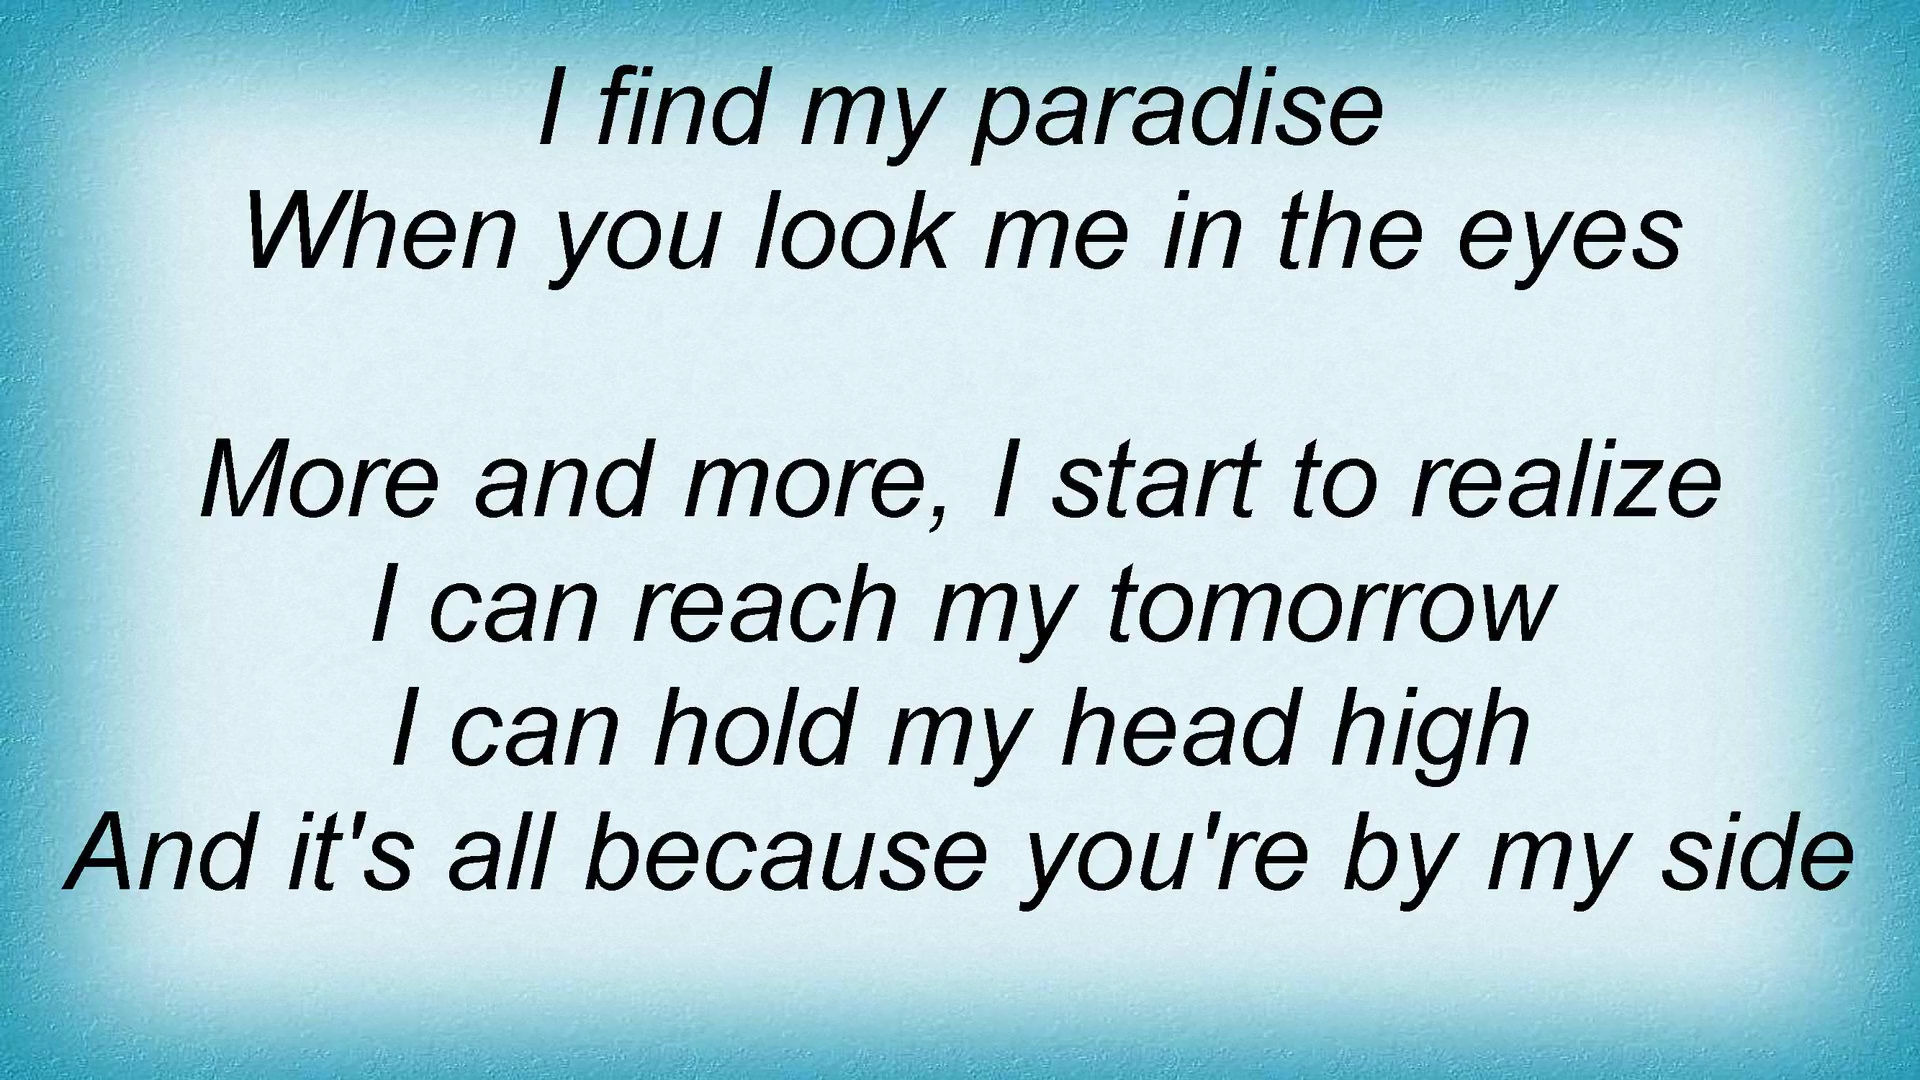 I find my paradise
When you look me in the eyes
More and more, I start to realize
I can reach my tomorrow
I can hold my head high
And it's all because you're by my side